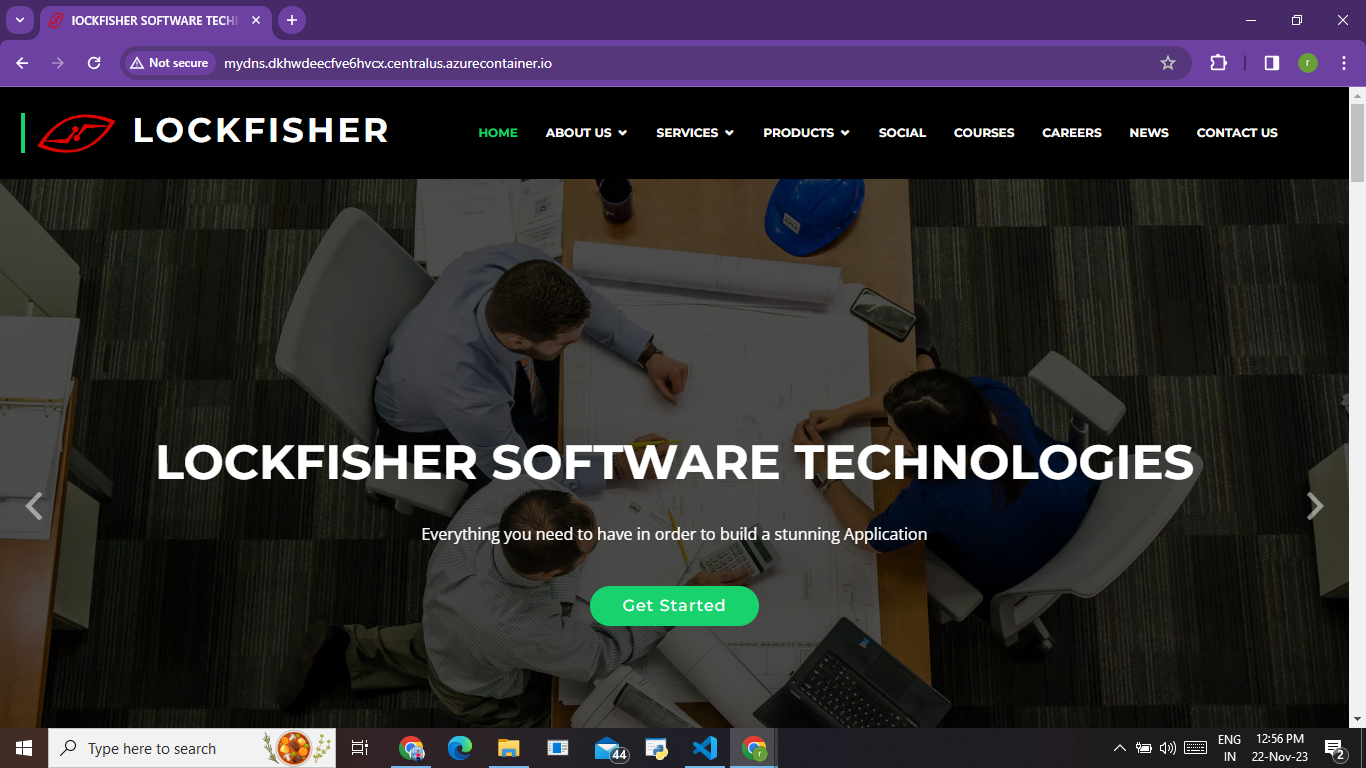 lOCKFISHER SOFTWARE TECHN
Not secure
mydns.dkhwdeecfve6hvcx.centralus.azurecontainer.io
r
LOCKFISHER
HOME
ABOUT US
SERVICES
PRODUCTS
SOCIAL
COURSES
CAREERS
NEWS
CONTACT US
LOCKFISHER SOFTWARE TECHNOLOGIES
Everything you need to have in order to build a stunning Application
Get Started
Type here to search
44
r
ENG
IN
12:56 PM
22-Nov-23
2